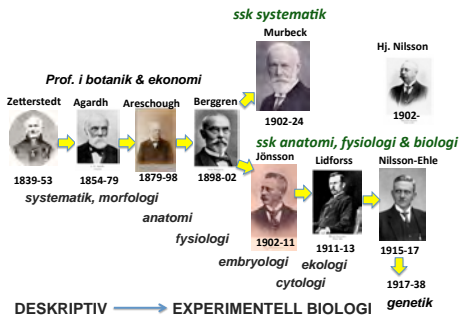 ssk systematik
Murbeck
Hj. Nilsson
Prof. i botanik & ekonomi
Zetterstedt
Agardh
Areschough
Berggren
1902-24
1902-
ssk anatomi, fysiologi & biologi
Jönsson
Lidforss
Nilsson-Ehle
1839-53
1854-79
1879-98
1898-02
systematik, morfologi
anatomi
fysiologi
1902-11
1911-13
1915-17
embryologi
ekologi
cytologi
1917-38
genetik
DESKRIPTIV
EXPERIMENTELL BIOLOGI